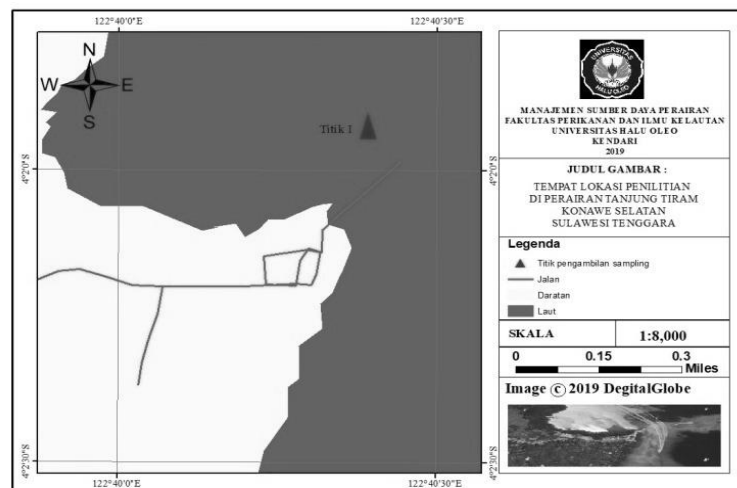 122°40'0"E
122°40'30"E
N
W
E
S
Titik I
4°2'0"S
4°2'0"S
4°2'30"S
4°2'30"S
122°40'0"E
122°40'30"E
UNIVERSITAS
HALU OLEO
MANAJEMEN SUMBER DAYA PERAIRAN
FAKULTAS PERIKANAN DAN ILMU KELAUTAN
UNIVERSITAS HALU OLEO
KENDARI
2019
JUDUL GAMBAR :
TEMPAT LOKASI PENILITIAN
DI PERAIRAN TANJUNG TIRAM
KONAWE SELATAN
SULAWESI TENGGARA
Legenda
Titik pengambilan sampling
Jalan
Daratan
Laut
SKALA
1:8,000
0
0.15
0.3
Miles
Image © 2019 DegitalGlobe